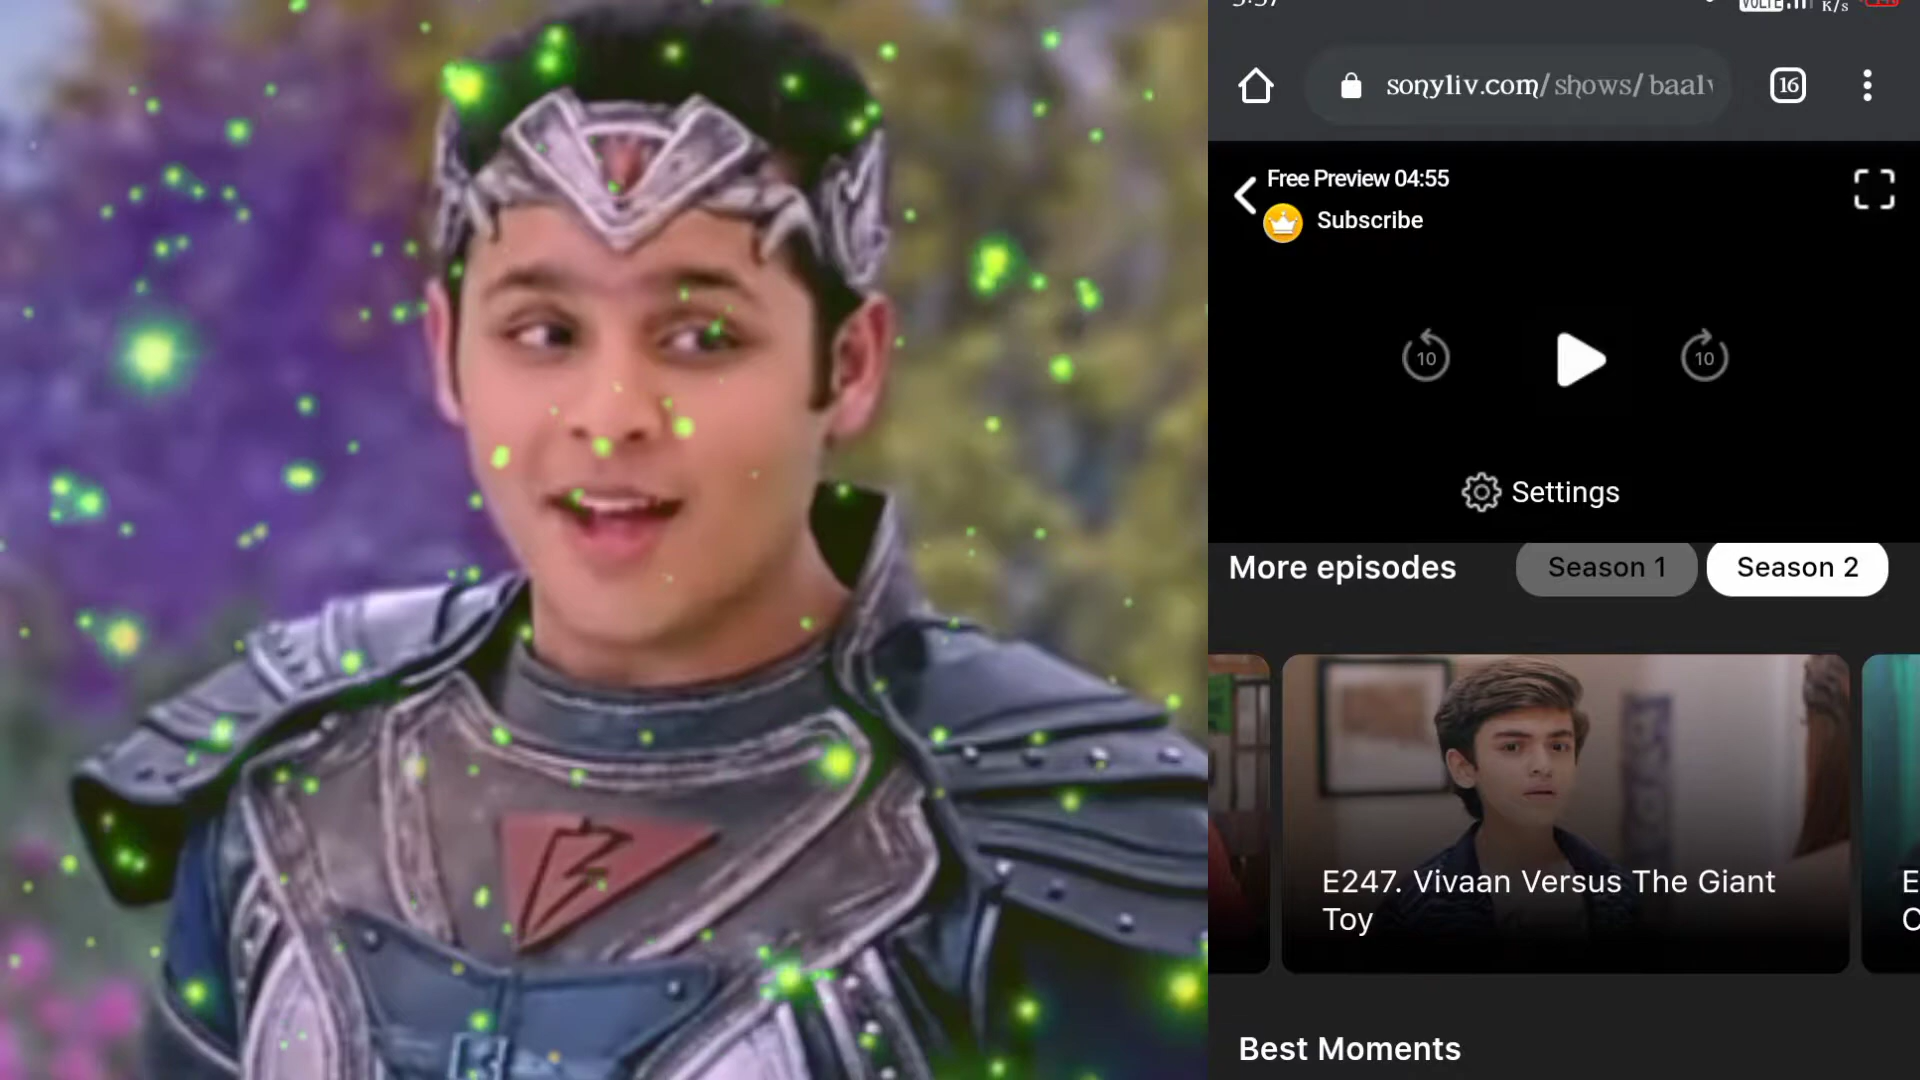 16
sonyliv.com/shows/baalv
Free Preview 04:55
Subscribe
10
10
Settings
More episodes
Season 1
Season 2
E247. Vivaan Versus The Giant
Toy
Best Moments